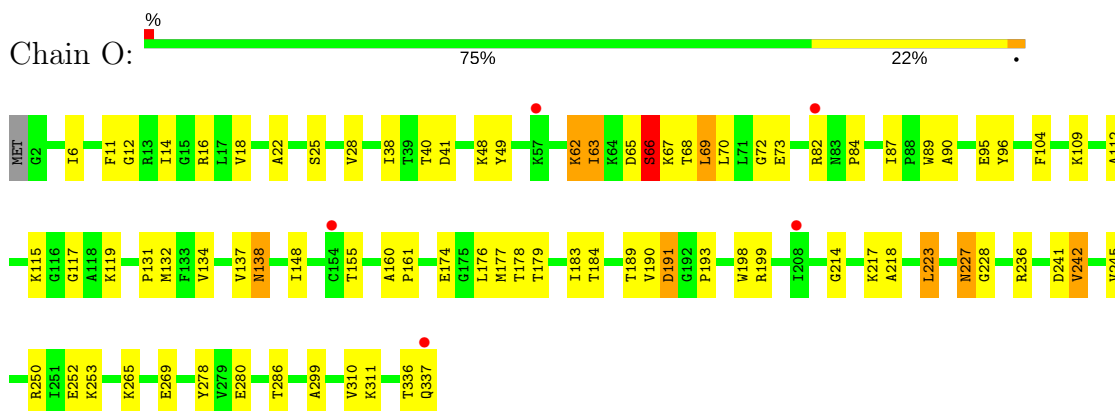 %
Chain O:
75% 22% •
MET G2 I6 F11 G12 R13 I14 G15 R16 L17 V18 A22 S25 V28 I38 T39 T40 D41 K48 Y49 K57 K62 I63 K64 D65 S66 K67 T68 L69 L70 L71 G72 E73 R82 N83 P84 I87 P88 W89 A90 E95 Y96 F104 K109
K115 G116 G117 A118 K119 P131 M132 F133 V134 V137 N138 I148 C154 T155 A160 P161 E174 G175 L176 M177 T178 T179 I183 T184 T189 V190 D191 G192 P193 W198 R199 I208 G214 K217 A218 L223 N227 G228 R236 D241 V242
R250 I251 E252 K253 K265 E269 Y278 V279 E280 T286 A299 V310 K311 T336 Q337